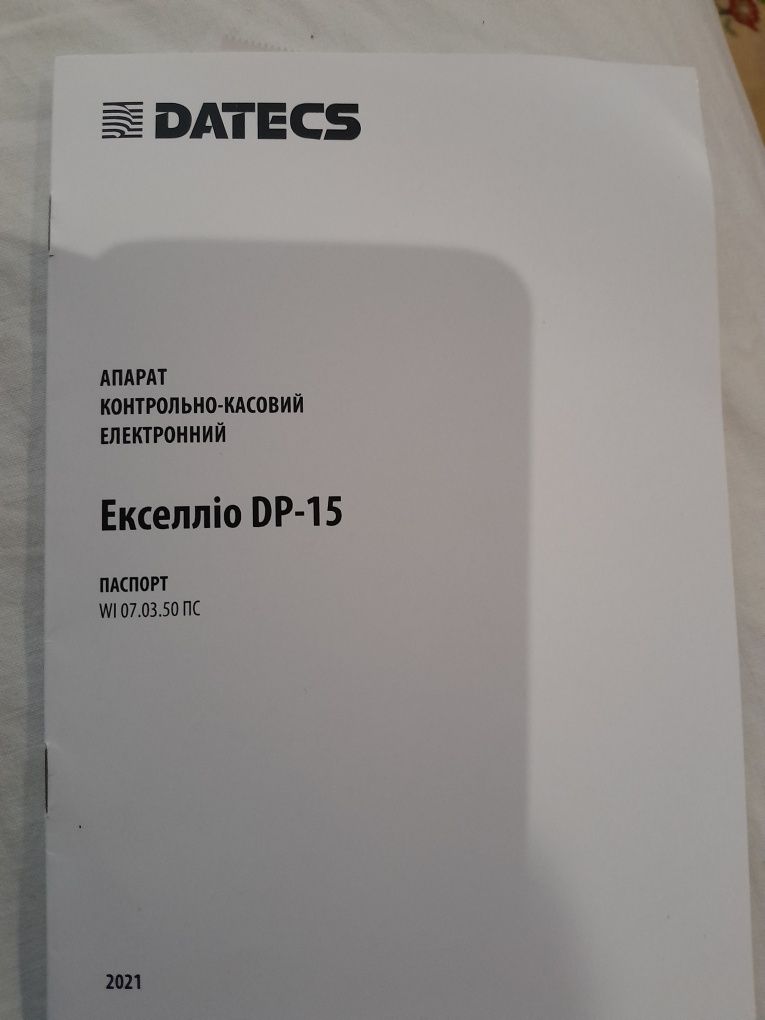 DATECS
АПАРАТ
КОНТРОЛЬНО-КАСОВИЙ
ЕЛЕКТРОННИЙ
Екселліо DP-15
ПАСПОРТ
WI 07.03.50 ПС
2021